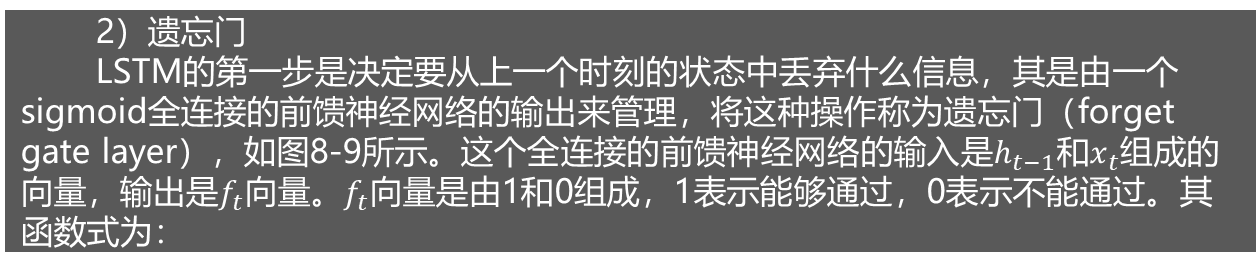 2）遗忘门
LSTM的第一步是决定要从上一个时刻的状态中丢弃什么信息，其是由一个
sigmoid全连接的前馈神经网络的输出来管理，将这种操作称为遗忘门（forget
gate layer），如图8-9所示。这个全连接的前馈神经网络的输入是hₜ₋₁和xₜ组成的
向量，输出是fₜ向量。fₜ向量是由1和0组成，1表示能够通过，0表示不能通过。其
函数式为：